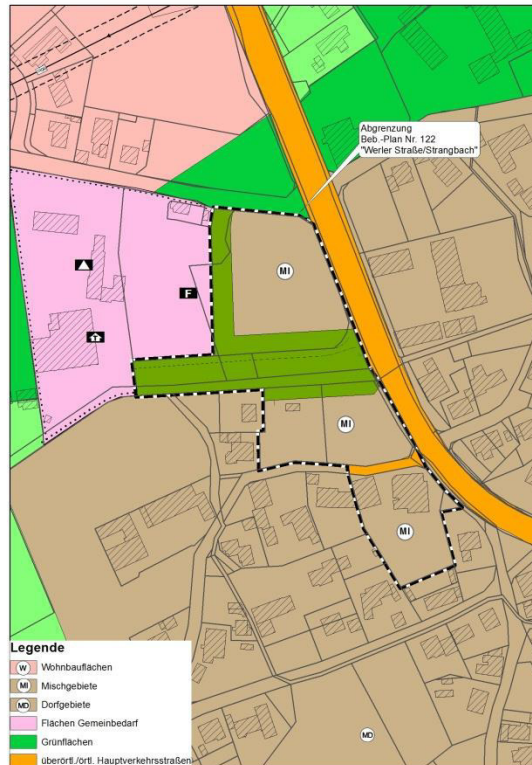 Abgrenzung
Beb.-Plan Nr. 122
"Werler Straße/Strangbach"
F
MI
MI
MI
MD
Legende
W Wohnbauflächen
MI Mischgebiete
MD Dorfgebiete
Flächen Gemeinbedarf
Grünflächen
überörtl./örtl. Hauptverkehrsstraßen